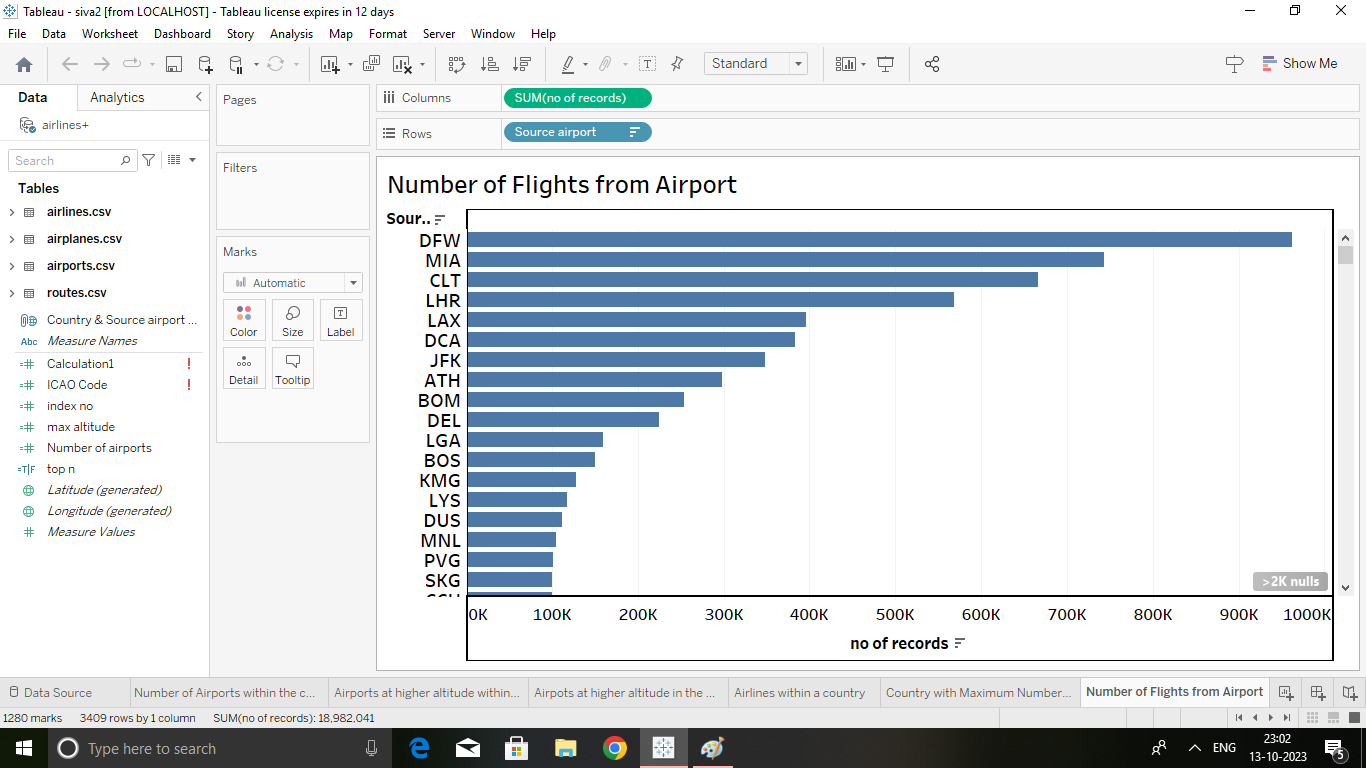 Tableau - siva2 [from LOCALHOST] - Tableau license expires in 12 days
File Data Worksheet Dashboard Story Analysis Map Format Server Window Help
Standard
Show Me
Data Analytics
airlines+
Search
Tables
airlines.csv
airplanes.csv
airports.csv
routes.csv
Country & Source airport ...
Abc Measure Names
Calculation1 !
ICAO Code !
index no
max altitude
Number of airports
T|F top n
Latitude (generated)
Longitude (generated)
Measure Values
Pages
Filters
Marks
Automatic
Color Size Label
Detail Tooltip
Columns SUM(no of records)
Rows Source airport
Number of Flights from Airport
Sour..
DFW
MIA
CLT
LHR
LAX
DCA
JFK
ATH
BOM
DEL
LGA
BOS
KMG
LYS
DUS
MNL
PVG
SKG
>2K nulls
0K 100K 200K 300K 400K 500K 600K 700K 800K 900K 1000K
no of records
Data Source Number of Airports within the c... Airports at higher altitude within... Airpots at higher altitude in the ... Airlines within a country Country with Maximum Number... Number of Flights from Airport
1280 marks 3409 rows by 1 column SUM(no of records): 18,982,041
Type here to search
ENG
23:02
13-10-2023
5